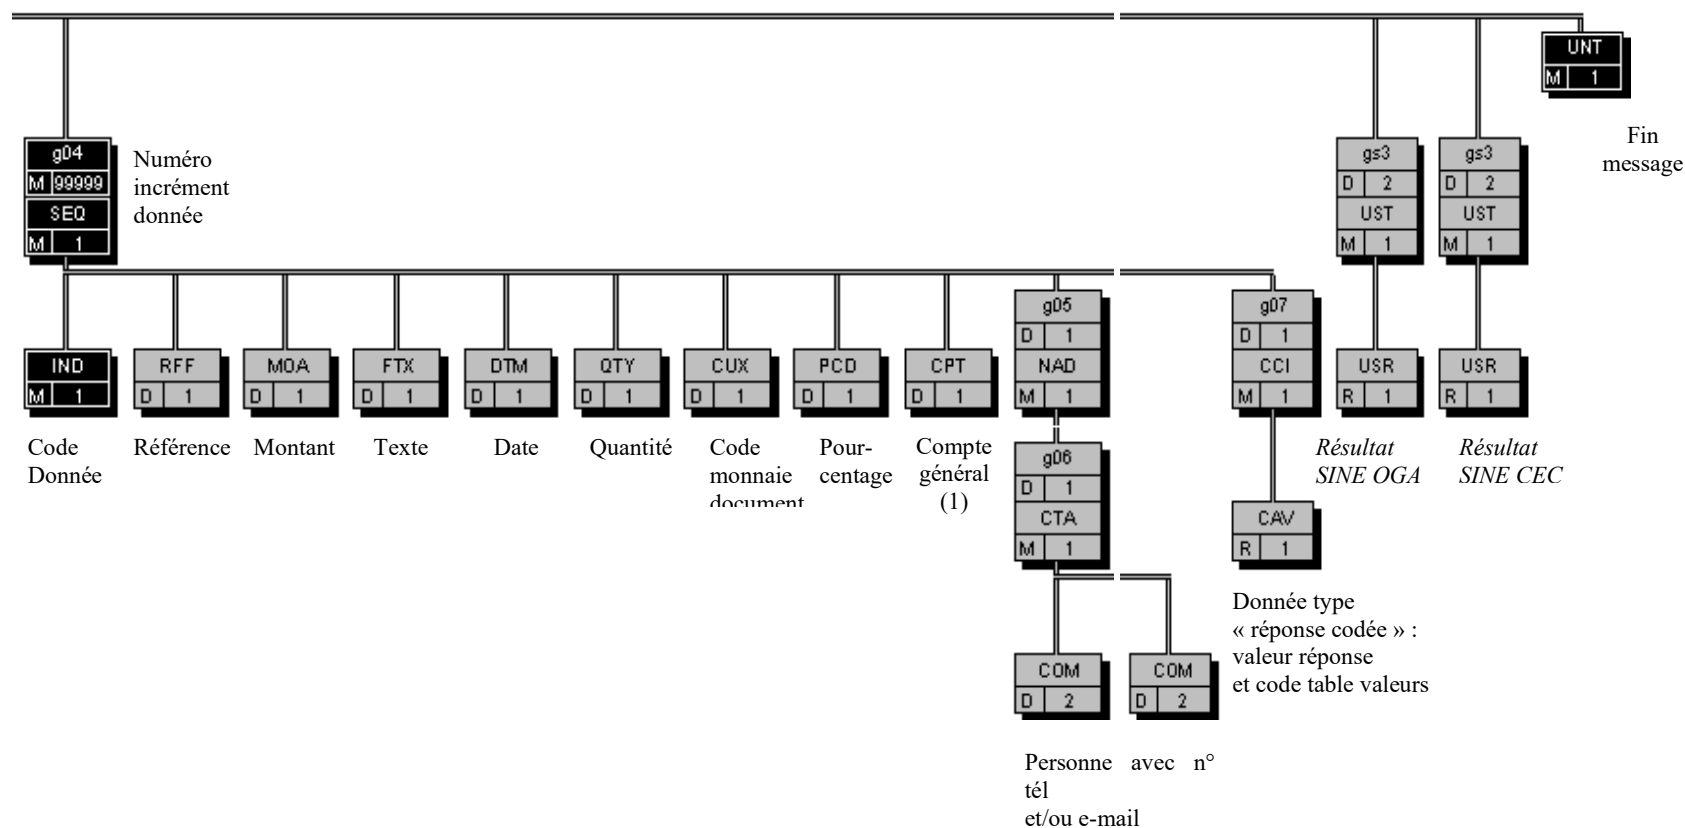 UNT
M 1
Fin
message
g04
M 99999
SEQ
M 1
Numéro
incrément
donnée
gs3
D 2
UST
M 1
gs3
D 2
UST
M 1
IND
M 1
Code
Donnée
RFF
D 1
Référence
MOA
D 1
Montant
FTX
D 1
Texte
DTM
D 1
Date
QTY
D 1
Quantité
CUX
D 1
Code
monnaie
document
PCD
D 1
Pour-
centage
CPT
D 1
Compte
général
(1)
g05
D 1
NAD
M 1
g06
D 1
CTA
M 1
COM
D 2
COM
D 2
Personne avec n°
tél
et/ou e-mail
g07
D 1
CCI
M 1
CAV
R 1
Donnée type
« réponse codée » :
valeur réponse
et code table valeurs
USR
R 1
Résultat
SINE OGA
USR
R 1
Résultat
SINE CEC